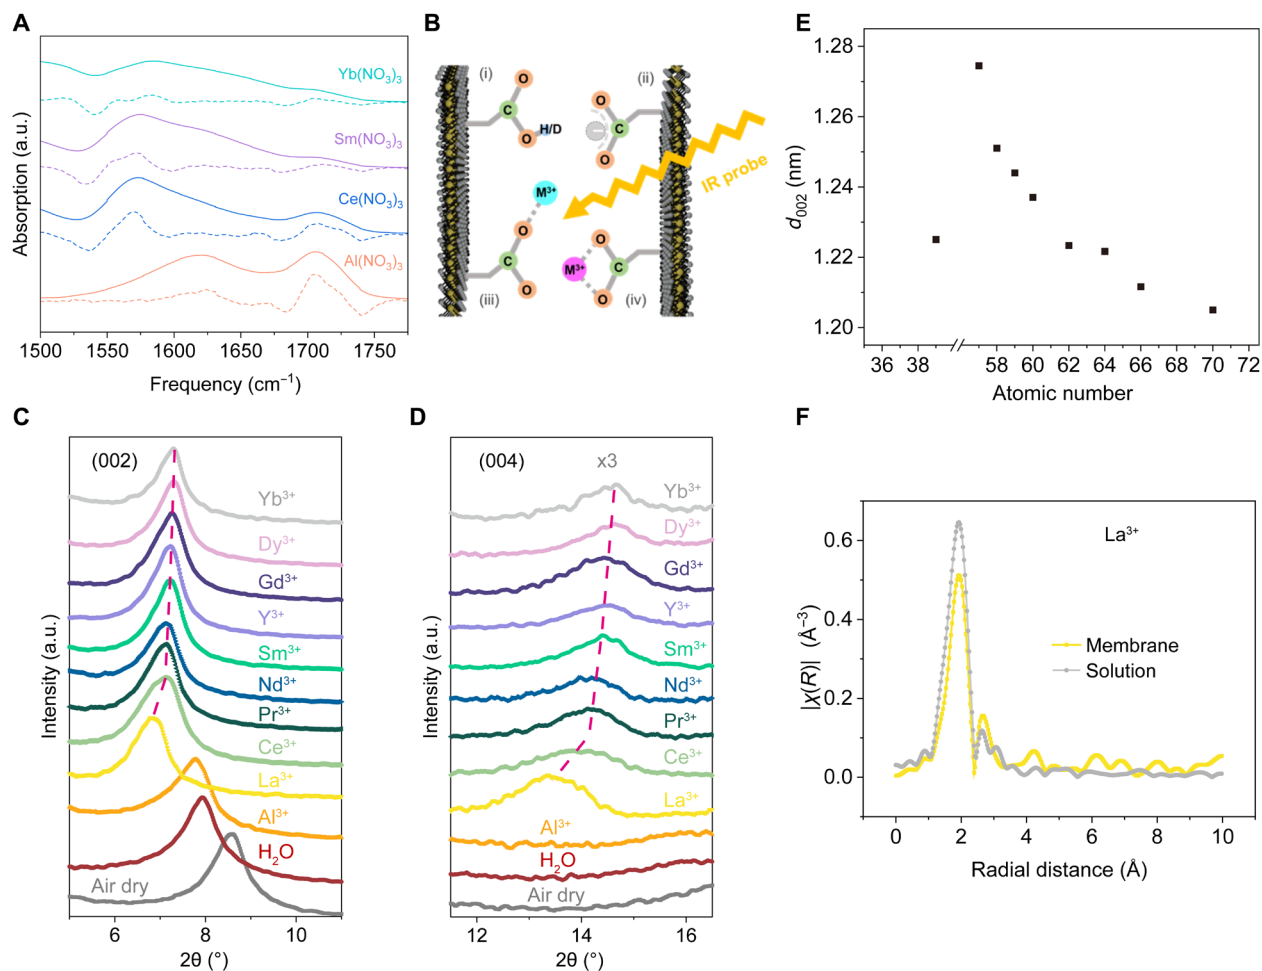 A
Yb(NO₃)₃
Sm(NO₃)₃
Ce(NO₃)₃
Al(NO₃)₃
Absorption (a.u.)
1500 1550 1600 1650 1700 1750
Frequency (cm⁻¹)
B
(i)
(ii)
O
C
O
H/D
O
C
O
IR probe
M³⁺
O
C
O
(iii)
M³⁺
O
C
O
(iv)
E
1.28
1.26
1.24
1.22
1.20
d₀₀₂ (nm)
36 38 58 60 62 64 66 68 70 72
Atomic number
C
(002)
Yb³⁺
Dy³⁺
Gd³⁺
Y³⁺
Sm³⁺
Nd³⁺
Pr³⁺
Ce³⁺
La³⁺
Al³⁺
H₂O
Air dry
Intensity (a.u.)
6 8 10
2θ (°)
D
(004)
x3
Yb³⁺
Dy³⁺
Gd³⁺
Y³⁺
Sm³⁺
Nd³⁺
Pr³⁺
Ce³⁺
La³⁺
Al³⁺
H₂O
Air dry
Intensity (a.u.)
12 14 16
2θ (°)
F
La³⁺
Membrane
Solution
0.6
0.4
0.2
0.0
|χ(R)| (Å⁻³)
0 2 4 6 8 10
Radial distance (Å)